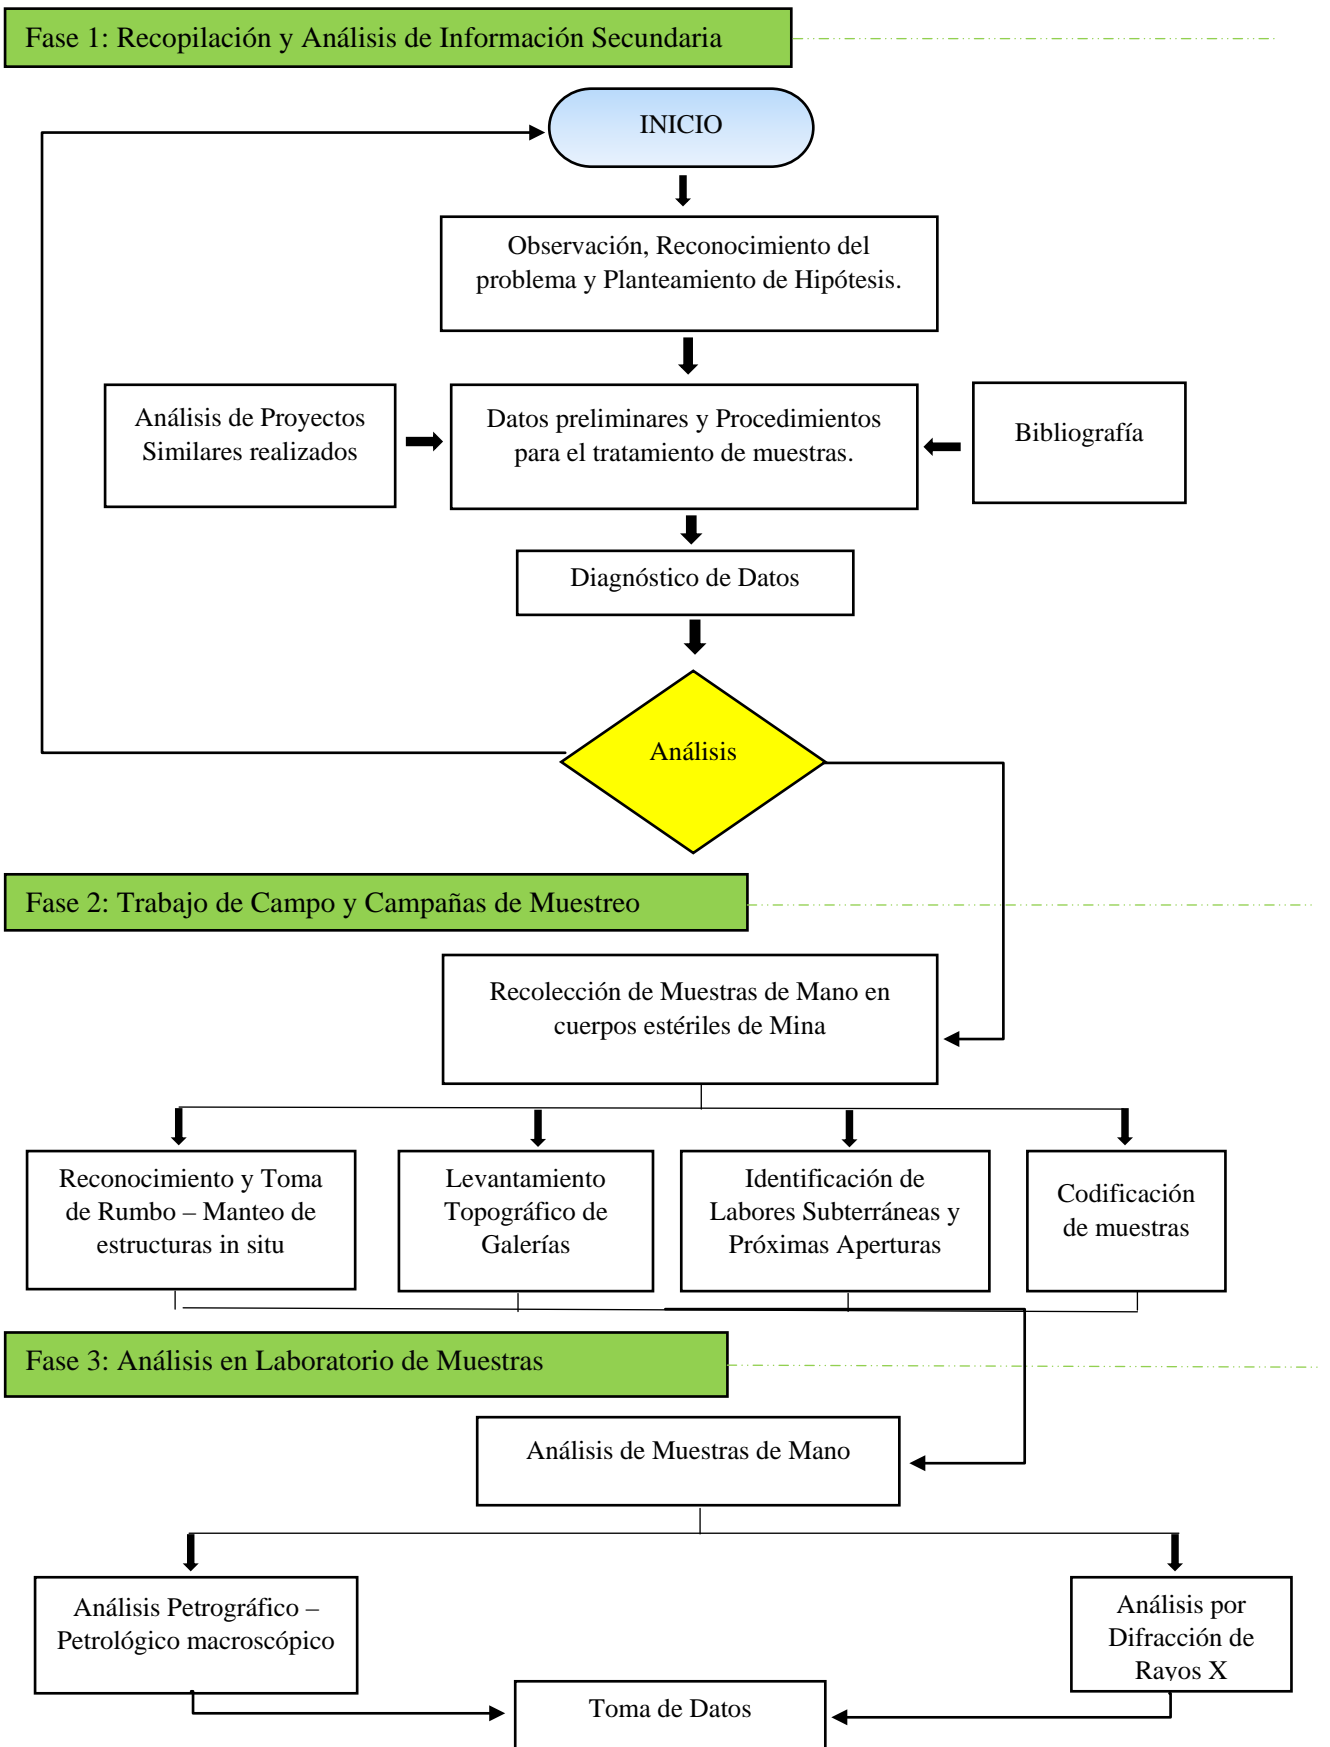 Fase 1: Recopilación y Análisis de Información Secundaria
INICIO
Observación, Reconocimiento del
problema y Planteamiento de Hipótesis.
Análisis de Proyectos
Similares realizados
Datos preliminares y Procedimientos
para el tratamiento de muestras.
Bibliografía
Diagnóstico de Datos
Análisis
Fase 2: Trabajo de Campo y Campañas de Muestreo
Recolección de Muestras de Mano en
cuerpos estériles de Mina
Reconocimiento y Toma
de Rumbo – Manteo de
estructuras in situ
Levantamiento
Topográfico de
Galerías
Identificación de
Labores Subterráneas y
Próximas Aperturas
Codificación
de muestras
Fase 3: Análisis en Laboratorio de Muestras
Análisis de Muestras de Mano
Análisis Petrográfico –
Petrológico macroscópico
Análisis por
Difracción de
Rayos X
Toma de Datos